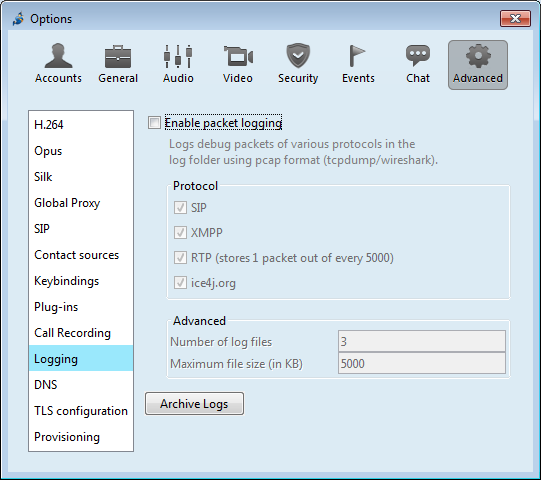 Options
Accounts General Audio Video Security Events Chat Advanced
H.264
Opus
Silk
Global Proxy
SIP
Contact sources
Keybindings
Plug-ins
Call Recording
Logging
DNS
TLS configuration
Provisioning
Enable packet logging
Logs debug packets of various protocols in the
log folder using pcap format (tcpdump/wireshark).
Protocol
SIP
XMPP
RTP (stores 1 packet out of every 5000)
ice4j.org
Advanced
Number of log files 3
Maximum file size (in KB) 5000
Archive Logs